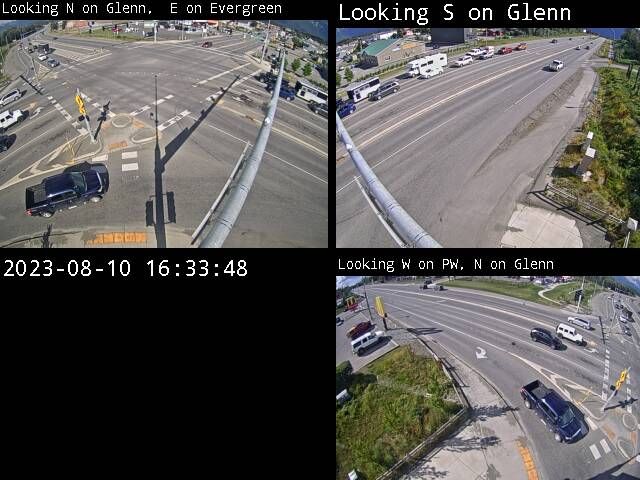 Looking N on Glenn,  E on Evergreen
Looking S on Glenn
2023-08-10 16:33:48
Looking W on PW, N on Glenn